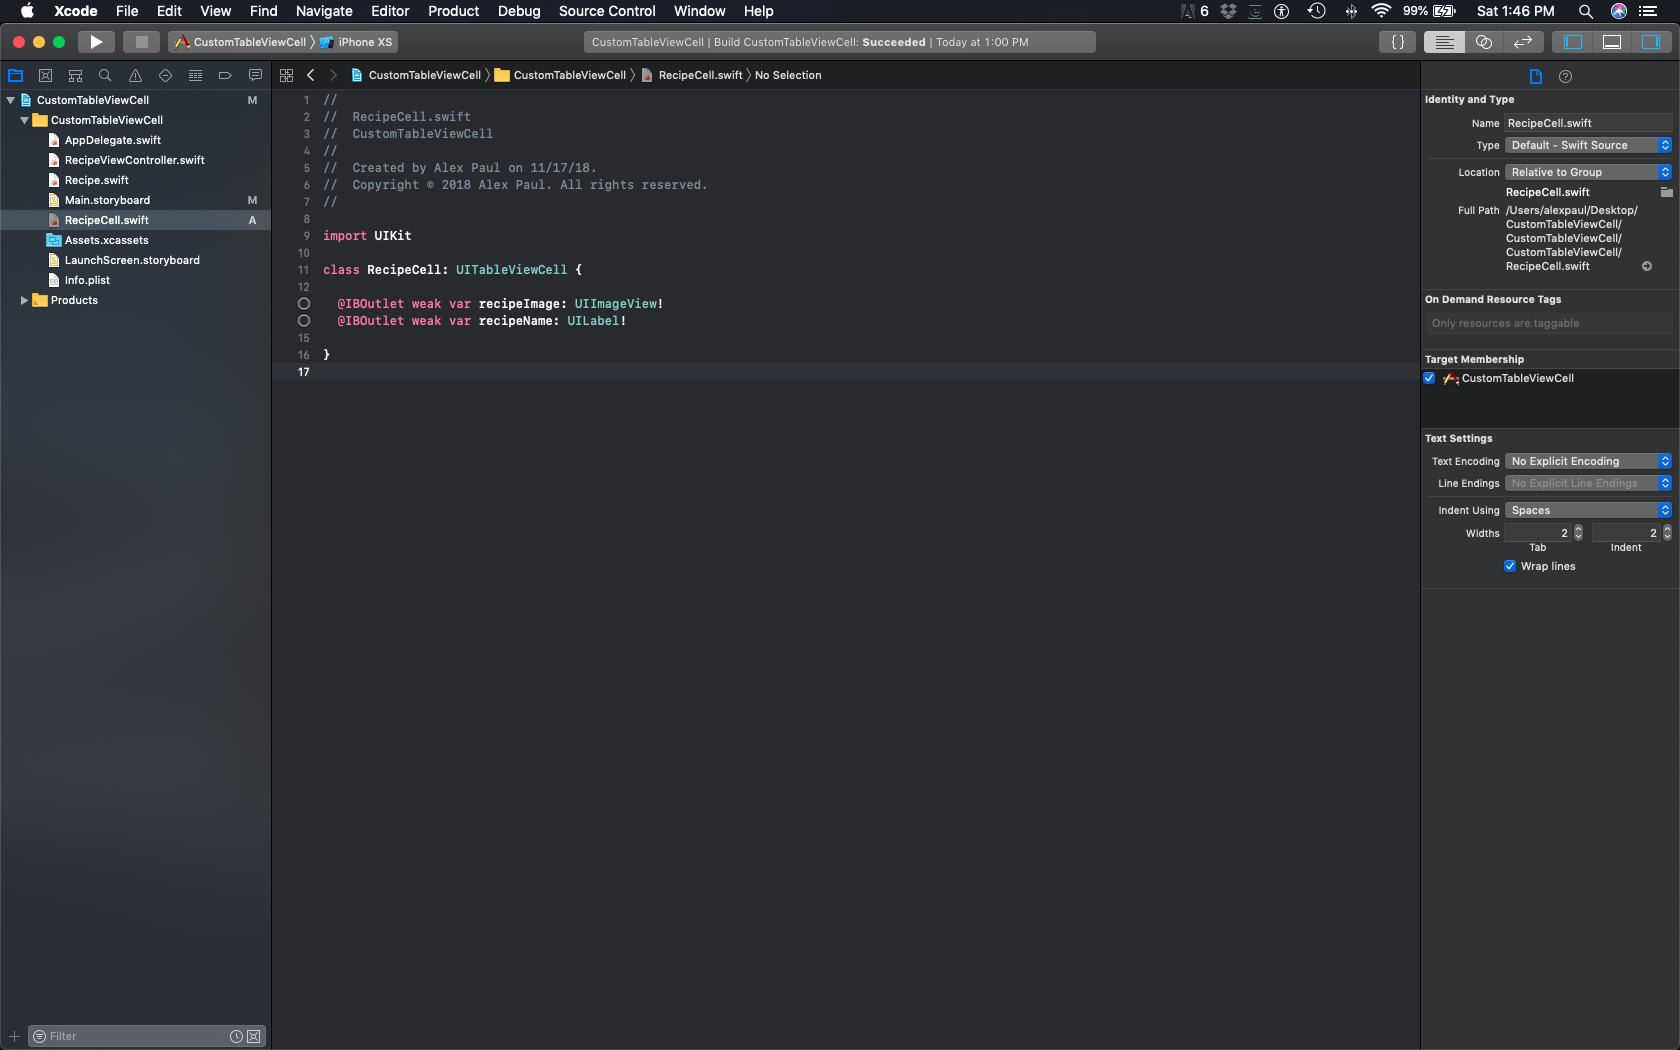 Xcode File Edit View Find Navigate Editor Product Debug Source Control Window Help 6 99% Sat 1:46 PM
CustomTableViewCell iPhone XS
CustomTableViewCell | Build CustomTableViewCell: Succeeded | Today at 1:00 PM
{}
CustomTableViewCell M
CustomTableViewCell
AppDelegate.swift
RecipeViewController.swift
Recipe.swift
Main.storyboard M
RecipeCell.swift A
Assets.xcassets
LaunchScreen.storyboard
Info.plist
Products
Filter
CustomTableViewCell CustomTableViewCell RecipeCell.swift No Selection
1 //
2 // RecipeCell.swift
3 // CustomTableViewCell
4 //
5 // Created by Alex Paul on 11/17/18.
6 // Copyright © 2018 Alex Paul. All rights reserved.
7 //
8
9 import UIKit
10
11 class RecipeCell: UITableViewCell {
12
@IBOutlet weak var recipeImage: UIImageView!
@IBOutlet weak var recipeName: UILabel!
15
16 }
17
Identity and Type
Name RecipeCell.swift
Type Default - Swift Source
Location Relative to Group
RecipeCell.swift
Full Path /Users/alexpaul/Desktop/
CustomTableViewCell/
CustomTableViewCell/
CustomTableViewCell/
RecipeCell.swift
On Demand Resource Tags
Only resources are taggable
Target Membership
CustomTableViewCell
Text Settings
Text Encoding No Explicit Encoding
Line Endings No Explicit Line Endings
Indent Using Spaces
Widths 2 2
Tab Indent
Wrap lines